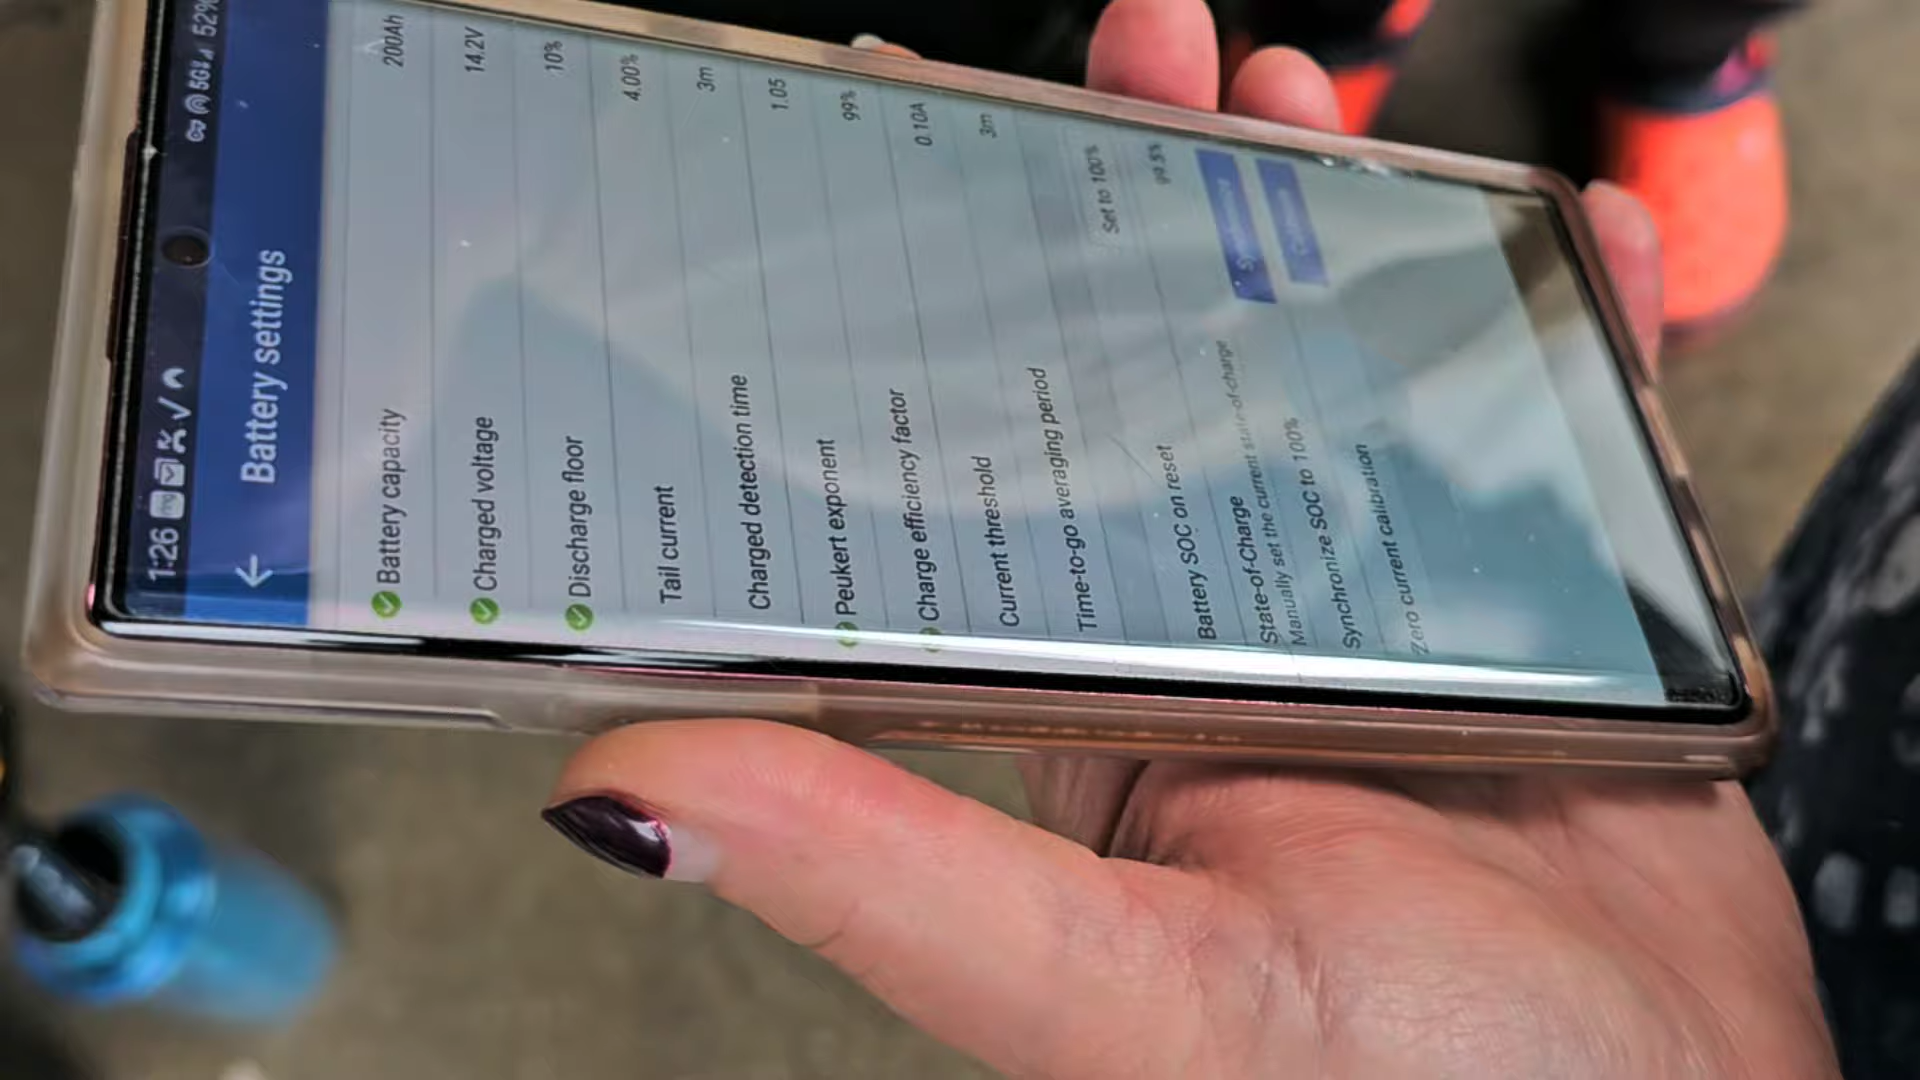 1:26
5G 52%
Battery settings
Battery capacity 200Ah
Charged voltage 14.2V
Discharge floor 10%
Tail current 4.00%
Charged detection time 3m
Peukert exponent 1.05
Charge efficiency factor 99%
Current threshold 0.10A
Time-to-go averaging period 3m
Battery SOC on reset Set to 100%
State-of-Charge 99.5%
Manually set the current state-of-charge
Synchronize SOC to 100%
Zero current calibration